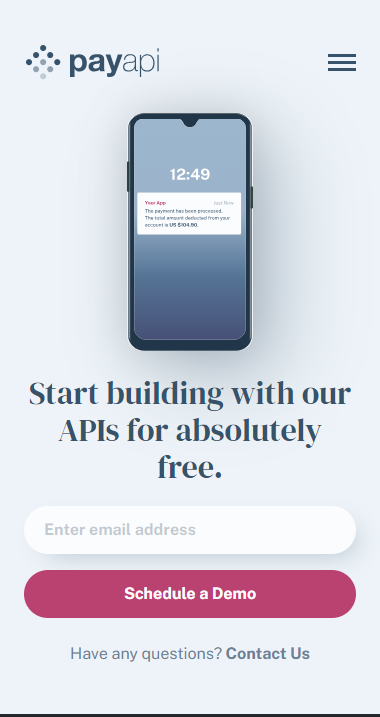 payapi
12:49
Your App Just Now
The payment has been processed.
The total amount deducted from your
account is US $104.90.
Start building with our
APIs for absolutely
free.
Enter email address
Schedule a Demo
Have any questions? Contact Us